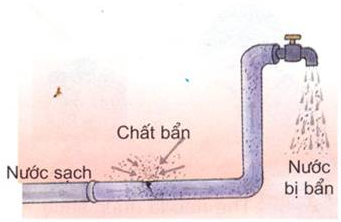 Chất bẩn
Nước sạch
Nước
bị bẩn